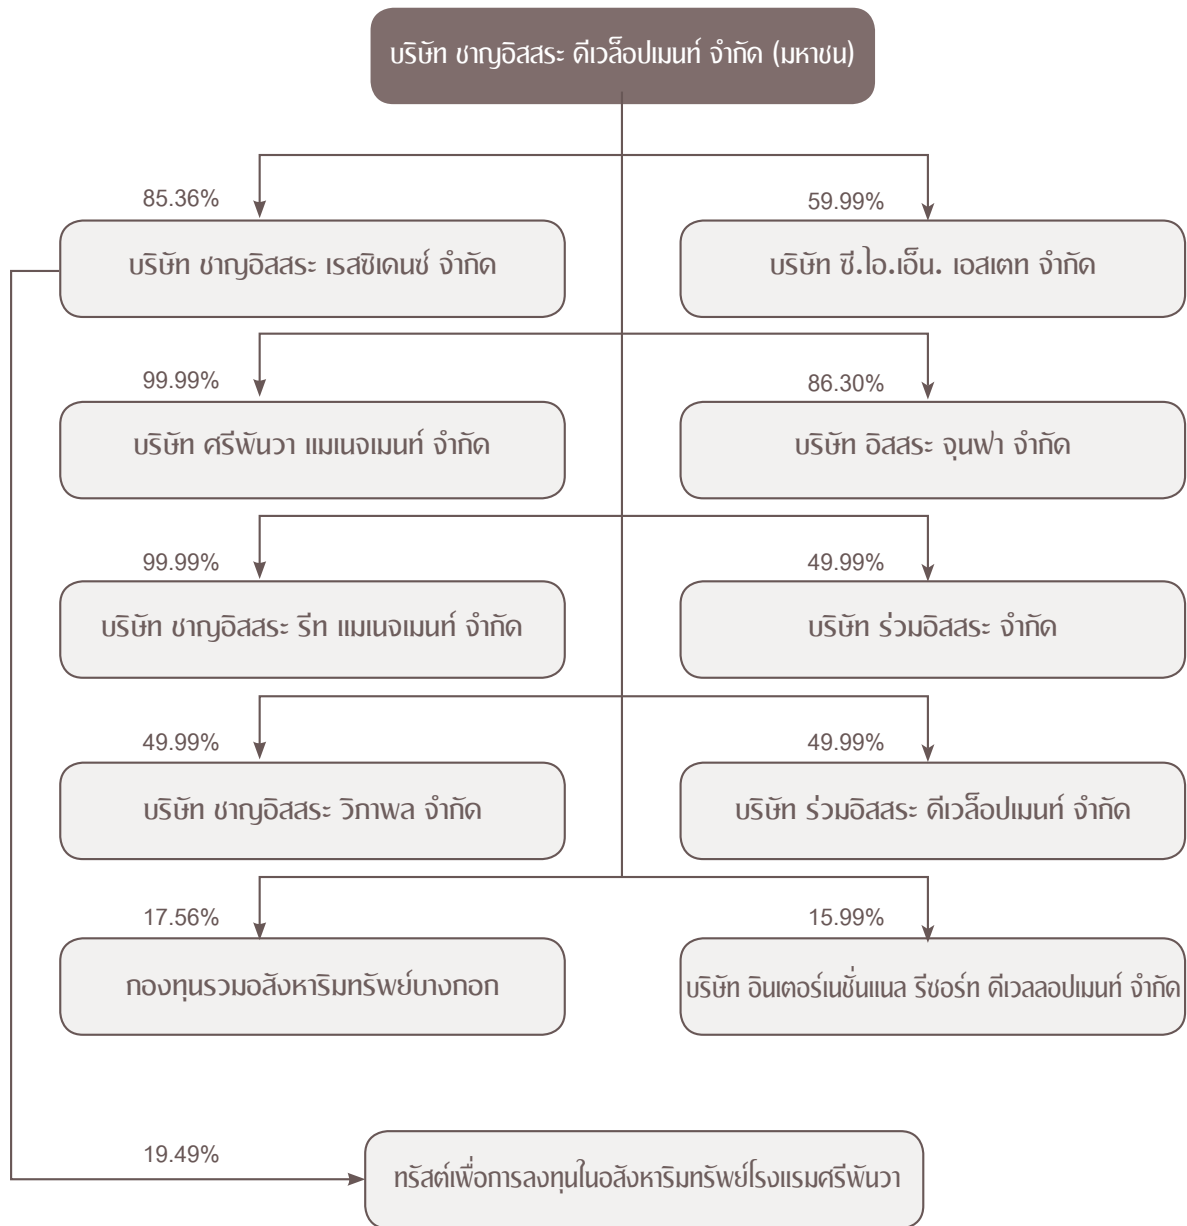 บริษัท ชาญอิสสระ ดีเวล็อปเมนท์ จำกัด (มหาชน)
85.36%
59.99%
บริษัท ชาญอิสสระ เรสซิเดนซ์ จำกัด
บริษัท ซี.ไอ.เอ็น. เอสเตท จำกัด
99.99%
86.30%
บริษัท ศรีพันวา แมเนจเมนท์ จำกัด
บริษัท อิสสระ จุนฟา จำกัด
99.99%
49.99%
บริษัท ชาญอิสสระ รีท แมเนจเมนท์ จำกัด
บริษัท ร่วมอิสสระ จำกัด
49.99%
49.99%
บริษัท ชาญอิสสระ วิภาพล จำกัด
บริษัท ร่วมอิสสระ ดีเวล็อปเมนท์ จำกัด
17.56%
15.99%
กองทุนรวมอสังหาริมทรัพย์บางกอก
บริษัท อินเตอร์เนชั่นแนล รีซอร์ท ดีเวลลอปเมนท์ จำกัด
19.49%
ทรัสต์เพื่อการลงทุนในอสังหาริมทรัพย์โรงแรมศรีพันวา